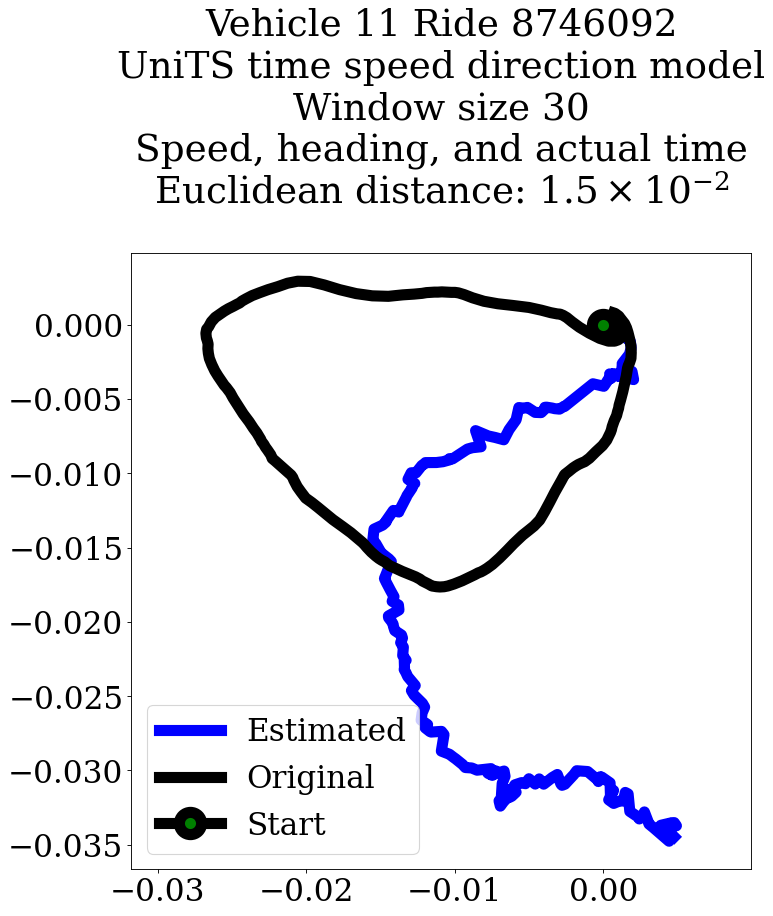 Vehicle 11 Ride 8746092
UniTS time speed direction model
Window size 30
Speed, heading, and actual time
Euclidean distance: 1.5 × 10⁻²
0.000
−0.005
−0.010
−0.015
−0.020
−0.025
−0.030
−0.035
Estimated
Original
Start
−0.03 −0.02 −0.01 0.00